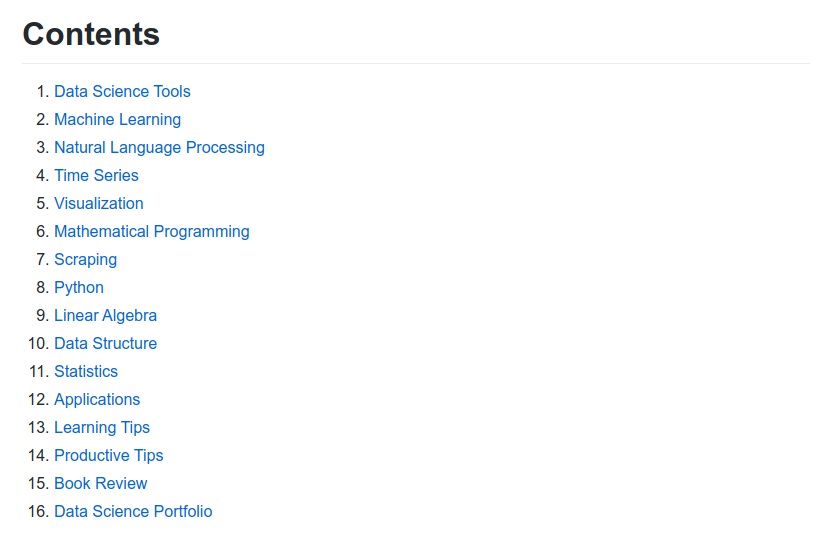 Contents
1. Data Science Tools
2. Machine Learning
3. Natural Language Processing
4. Time Series
5. Visualization
6. Mathematical Programming
7. Scraping
8. Python
9. Linear Algebra
10. Data Structure
11. Statistics
12. Applications
13. Learning Tips
14. Productive Tips
15. Book Review
16. Data Science Portfolio